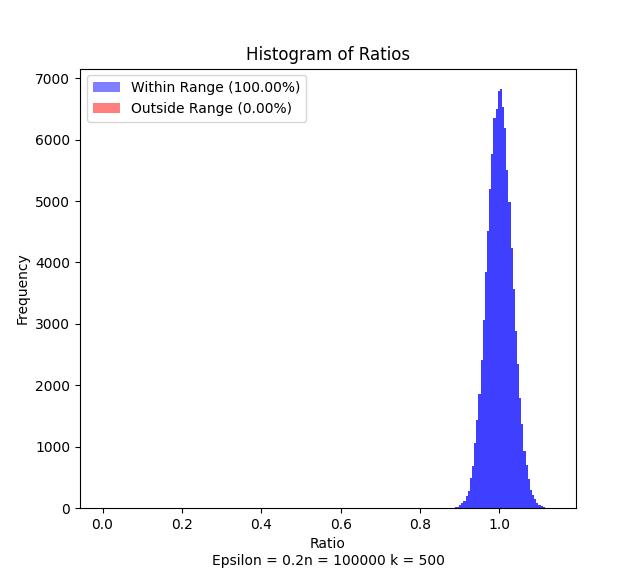 Histogram of Ratios
Within Range (100.00%)
Outside Range (0.00%)
7000
6000
5000
4000
3000
2000
1000
0
Frequency
0.0 0.2 0.4 0.6 0.8 1.0
Ratio
Epsilon = 0.2n = 100000 k = 500